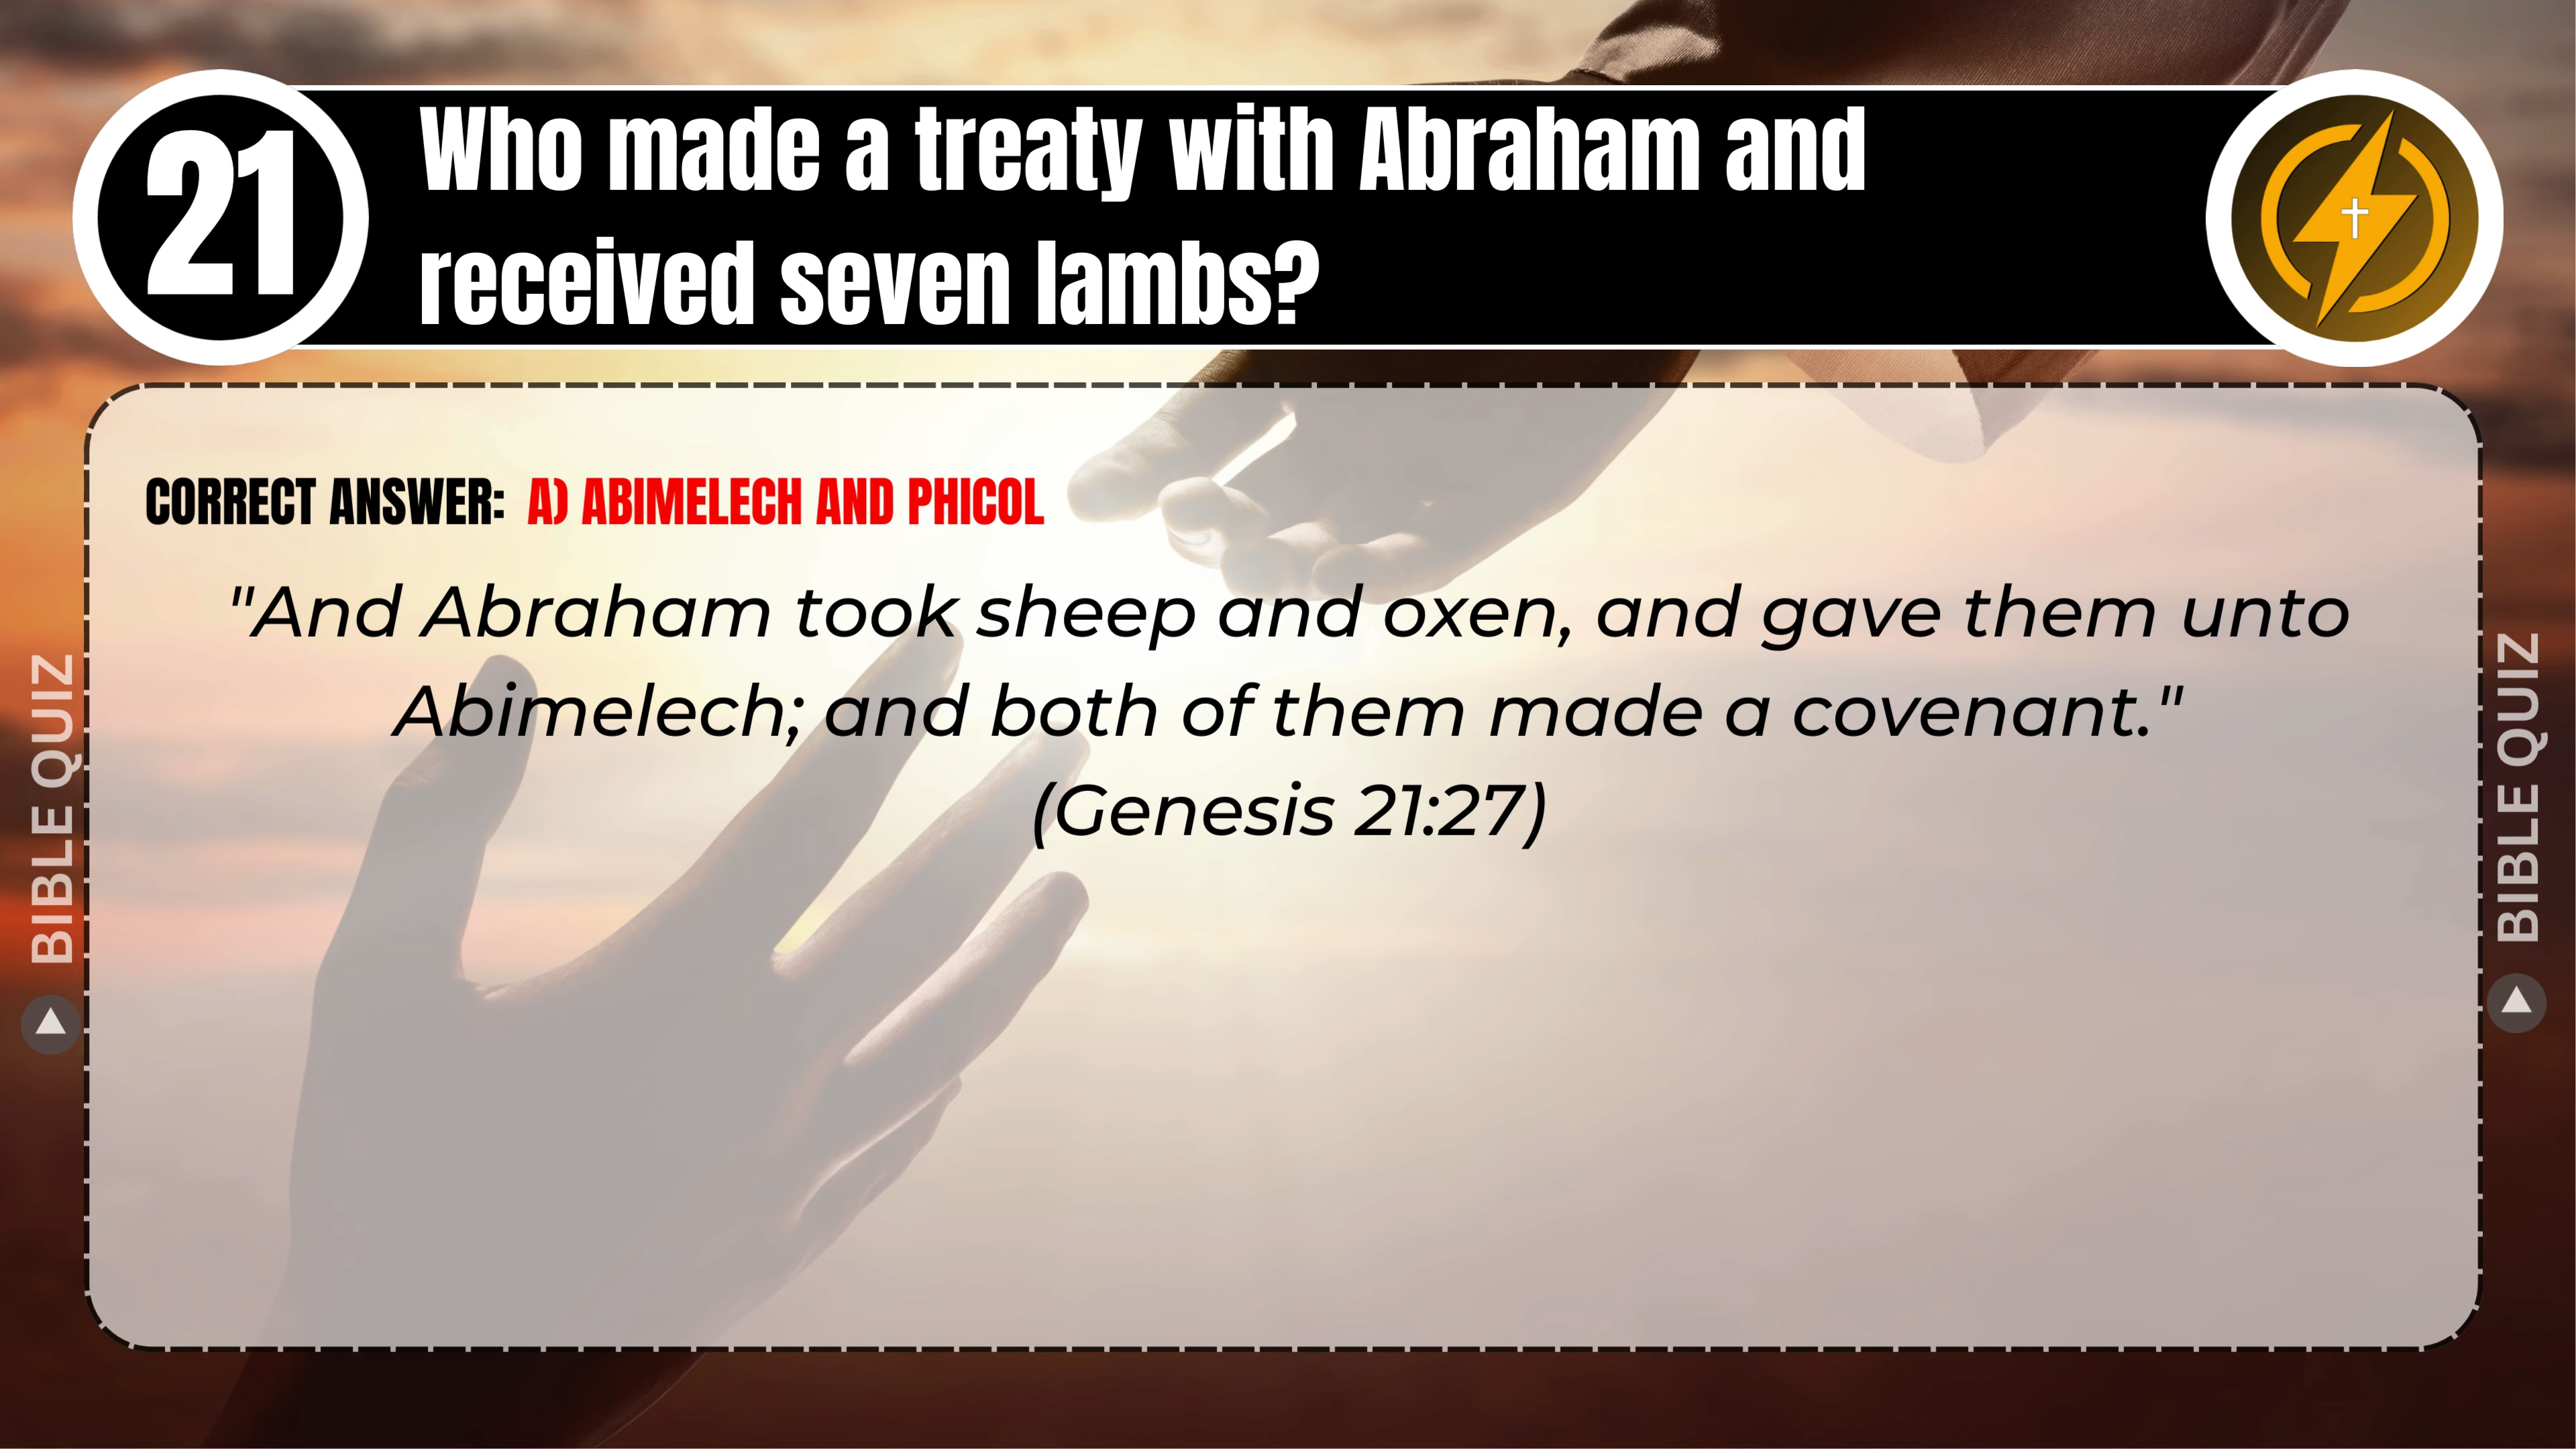 21
Who made a treaty with Abraham and
received seven lambs?
CORRECT ANSWER: A) ABIMELECH AND PHICOL
"And Abraham took sheep and oxen, and gave them unto
Abimelech; and both of them made a covenant."
(Genesis 21:27)
BIBLE QUIZ
BIBLE QUIZ